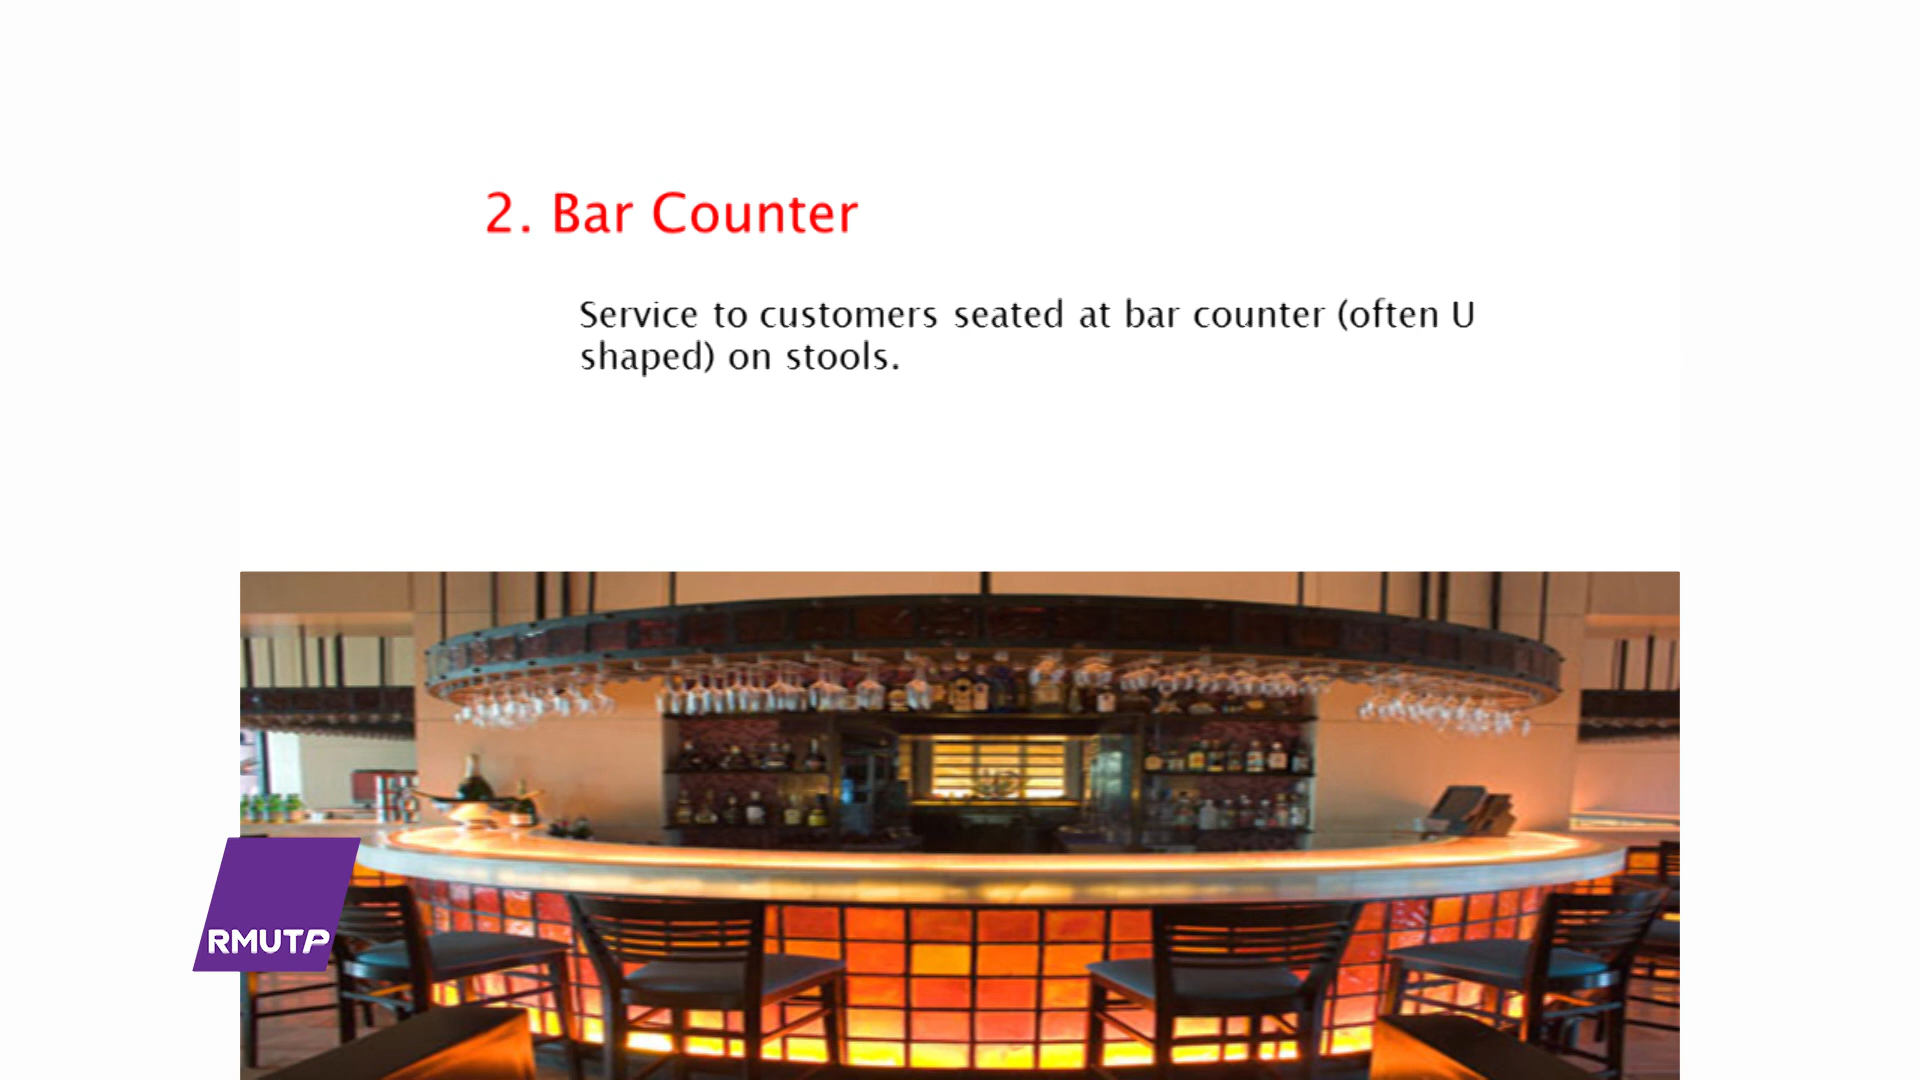 2. Bar Counter
Service to customers seated at bar counter (often U
shaped) on stools.
RMUTP